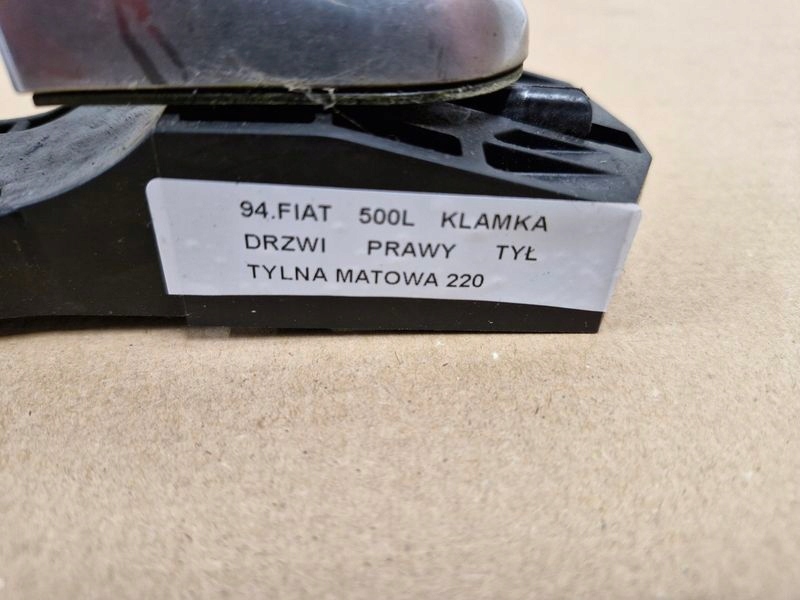 94.FIAT 500L KLAMKA
DRZWI PRAWY TYŁ
TYLNA MATOWA 220